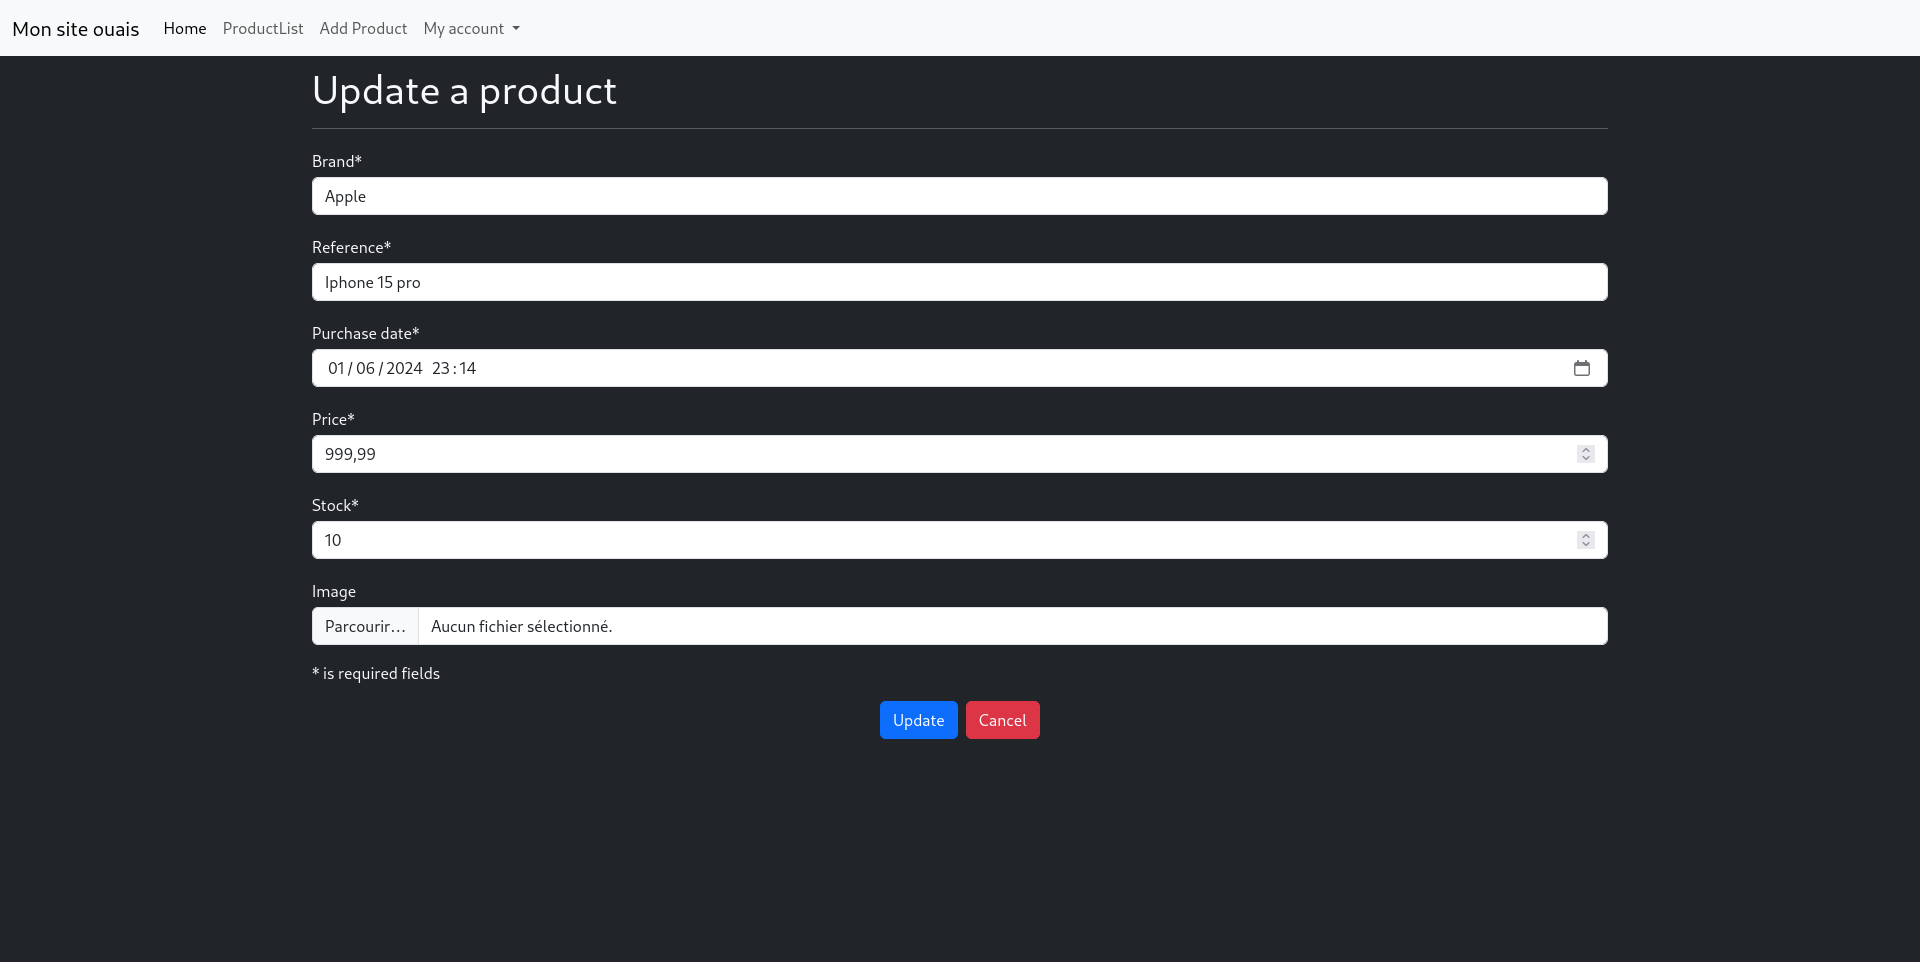 Mon site ouais Home ProductList Add Product My account
Update a product
Brand*
Apple
Reference*
Iphone 15 pro
Purchase date*
01/06/2024 23:14
Price*
999,99
Stock*
10
Image
Parcourir... Aucun fichier sélectionné.
* is required fields
Update Cancel